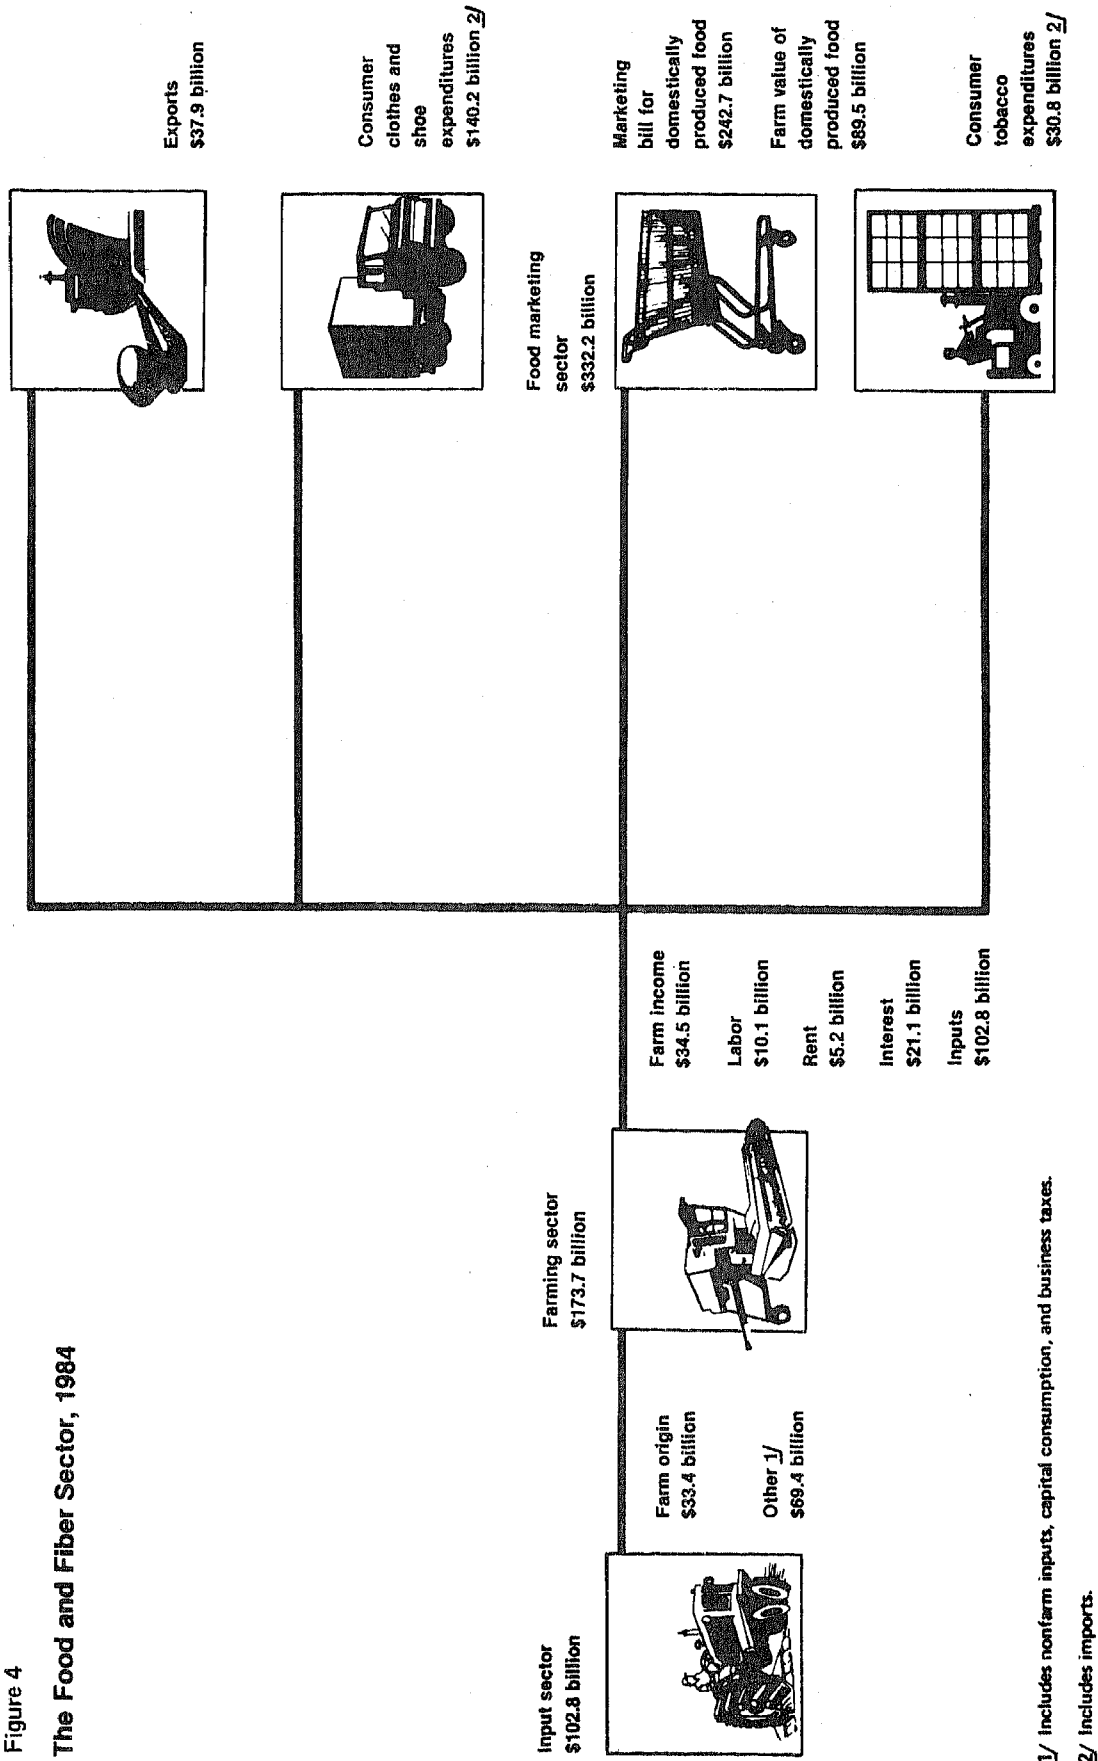 Figure 4
The Food and Fiber Sector, 1984
Input sector
$102.8 billion
Farm origin
$33.4 billion
Other 1/
$69.4 billion
Farming sector
$173.7 billion
Farm income
$34.5 billion
Labor
$10.1 billion
Rent
$5.2 billion
Interest
$21.1 billion
Inputs
$102.8 billion
Exports
$37.9 billion
Consumer
clothes and
shoe
expenditures
$140.2 billion 2/
Food marketing
sector
$332.2 billion
Marketing
bill for
domestically
produced food
$242.7 billion
Farm value of
domestically
produced food
$89.5 billion
Consumer
tobacco
expenditures
$30.8 billion 2/
1/ Includes nonfarm inputs, capital consumption, and business taxes.
2/ Includes imports.